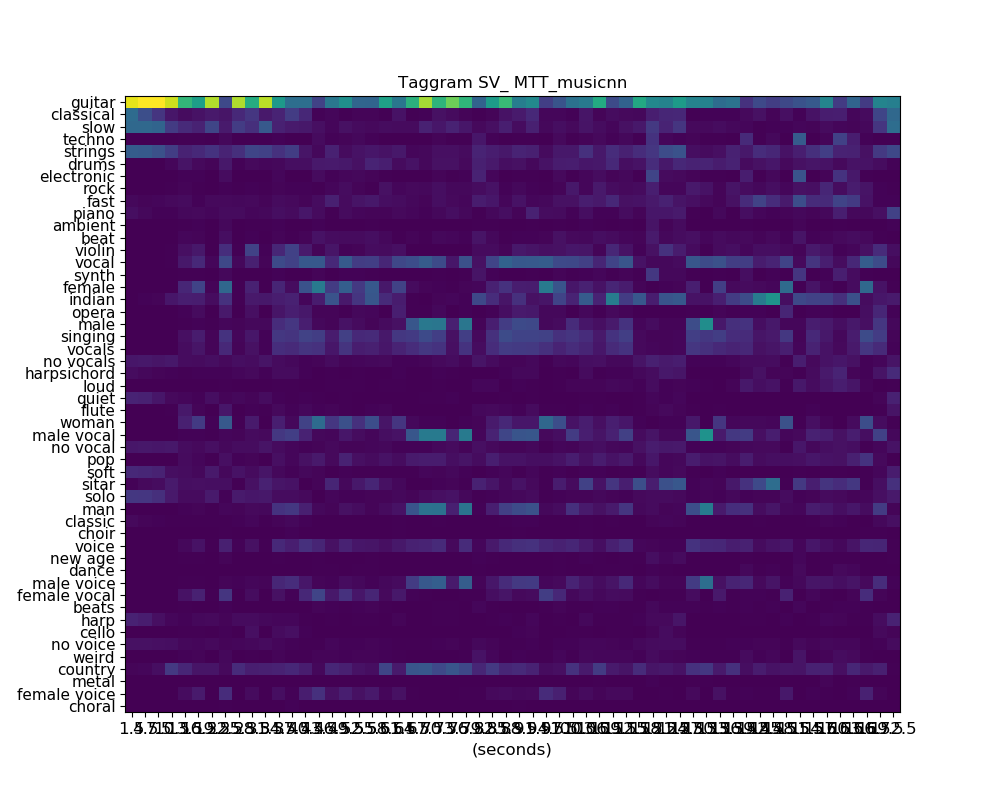 Taggram SV_ MTT_musicnn
guitar
classical
slow
techno
strings
drums
electronic
rock
fast
piano
ambient
beat
violin
vocal
synth
female
indian
opera
male
singing
vocals
no vocals
harpsichord
loud
quiet
flute
woman
male vocal
no vocal
pop
soft
sitar
solo
man
classic
choir
voice
new age
dance
male voice
female vocal
beats
harp
cello
no voice
weird
country
metal
female voice
choral
(seconds)